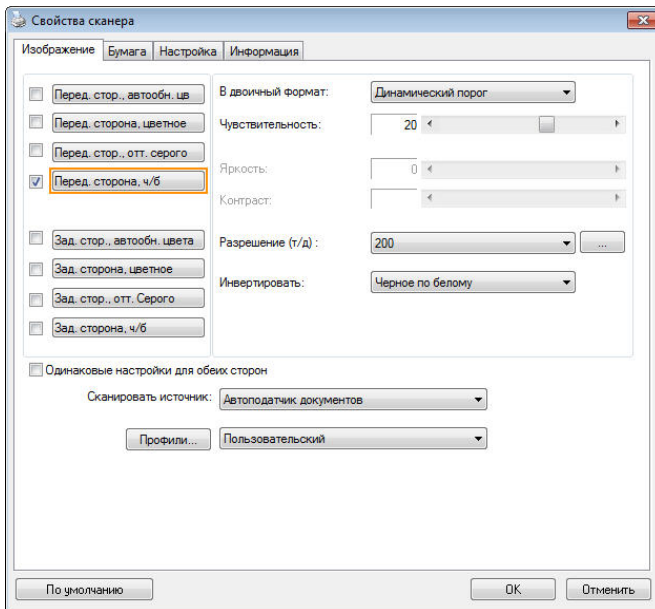 Свойства сканера
Изображение Бумага Настройка Информация
Перед. стор., автообн. цв
Перед. сторона, цветное
Перед. стор., отт. серого
Перед. сторона, ч/б
Зад. стор., автообн. цвета
Зад. сторона, цветное
Зад. стор., отт. Серого
Зад. сторона, ч/б
В двоичный формат: Динамический порог
Чувствительность: 20
Яркость: 0
Контраст:
Разрешение (т/д) : 200 ...
Инвертировать: Черное по белому
Одинаковые настройки для обеих сторон
Сканировать источник: Автоподатчик документов
Профили... Пользовательский
По умолчанию OK Отменить